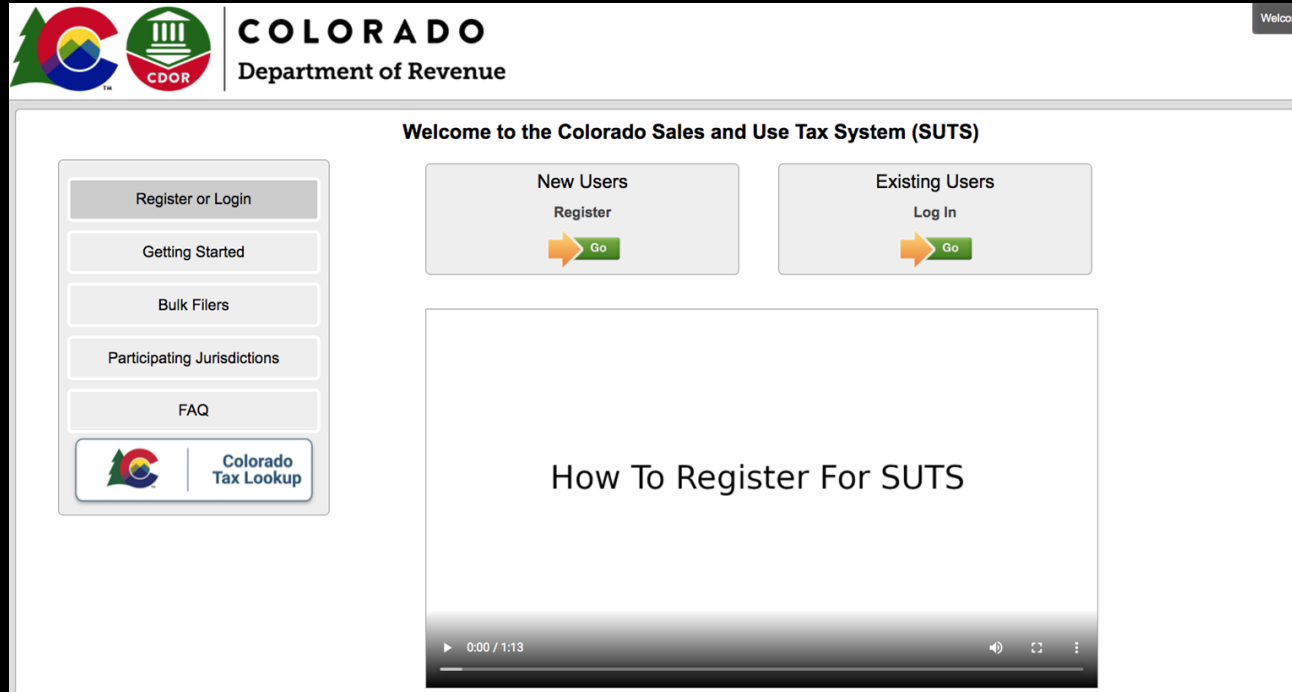 Welco
CDOR
TM
COLORADO
Department of Revenue
Welcome to the Colorado Sales and Use Tax System (SUTS)
Register or Login
Getting Started
Bulk Filers
Participating Jurisdictions
FAQ
Colorado
Tax Lookup
New Users
Register
Go
Existing Users
Log In
Go
How To Register For SUTS
0:00 / 1:13